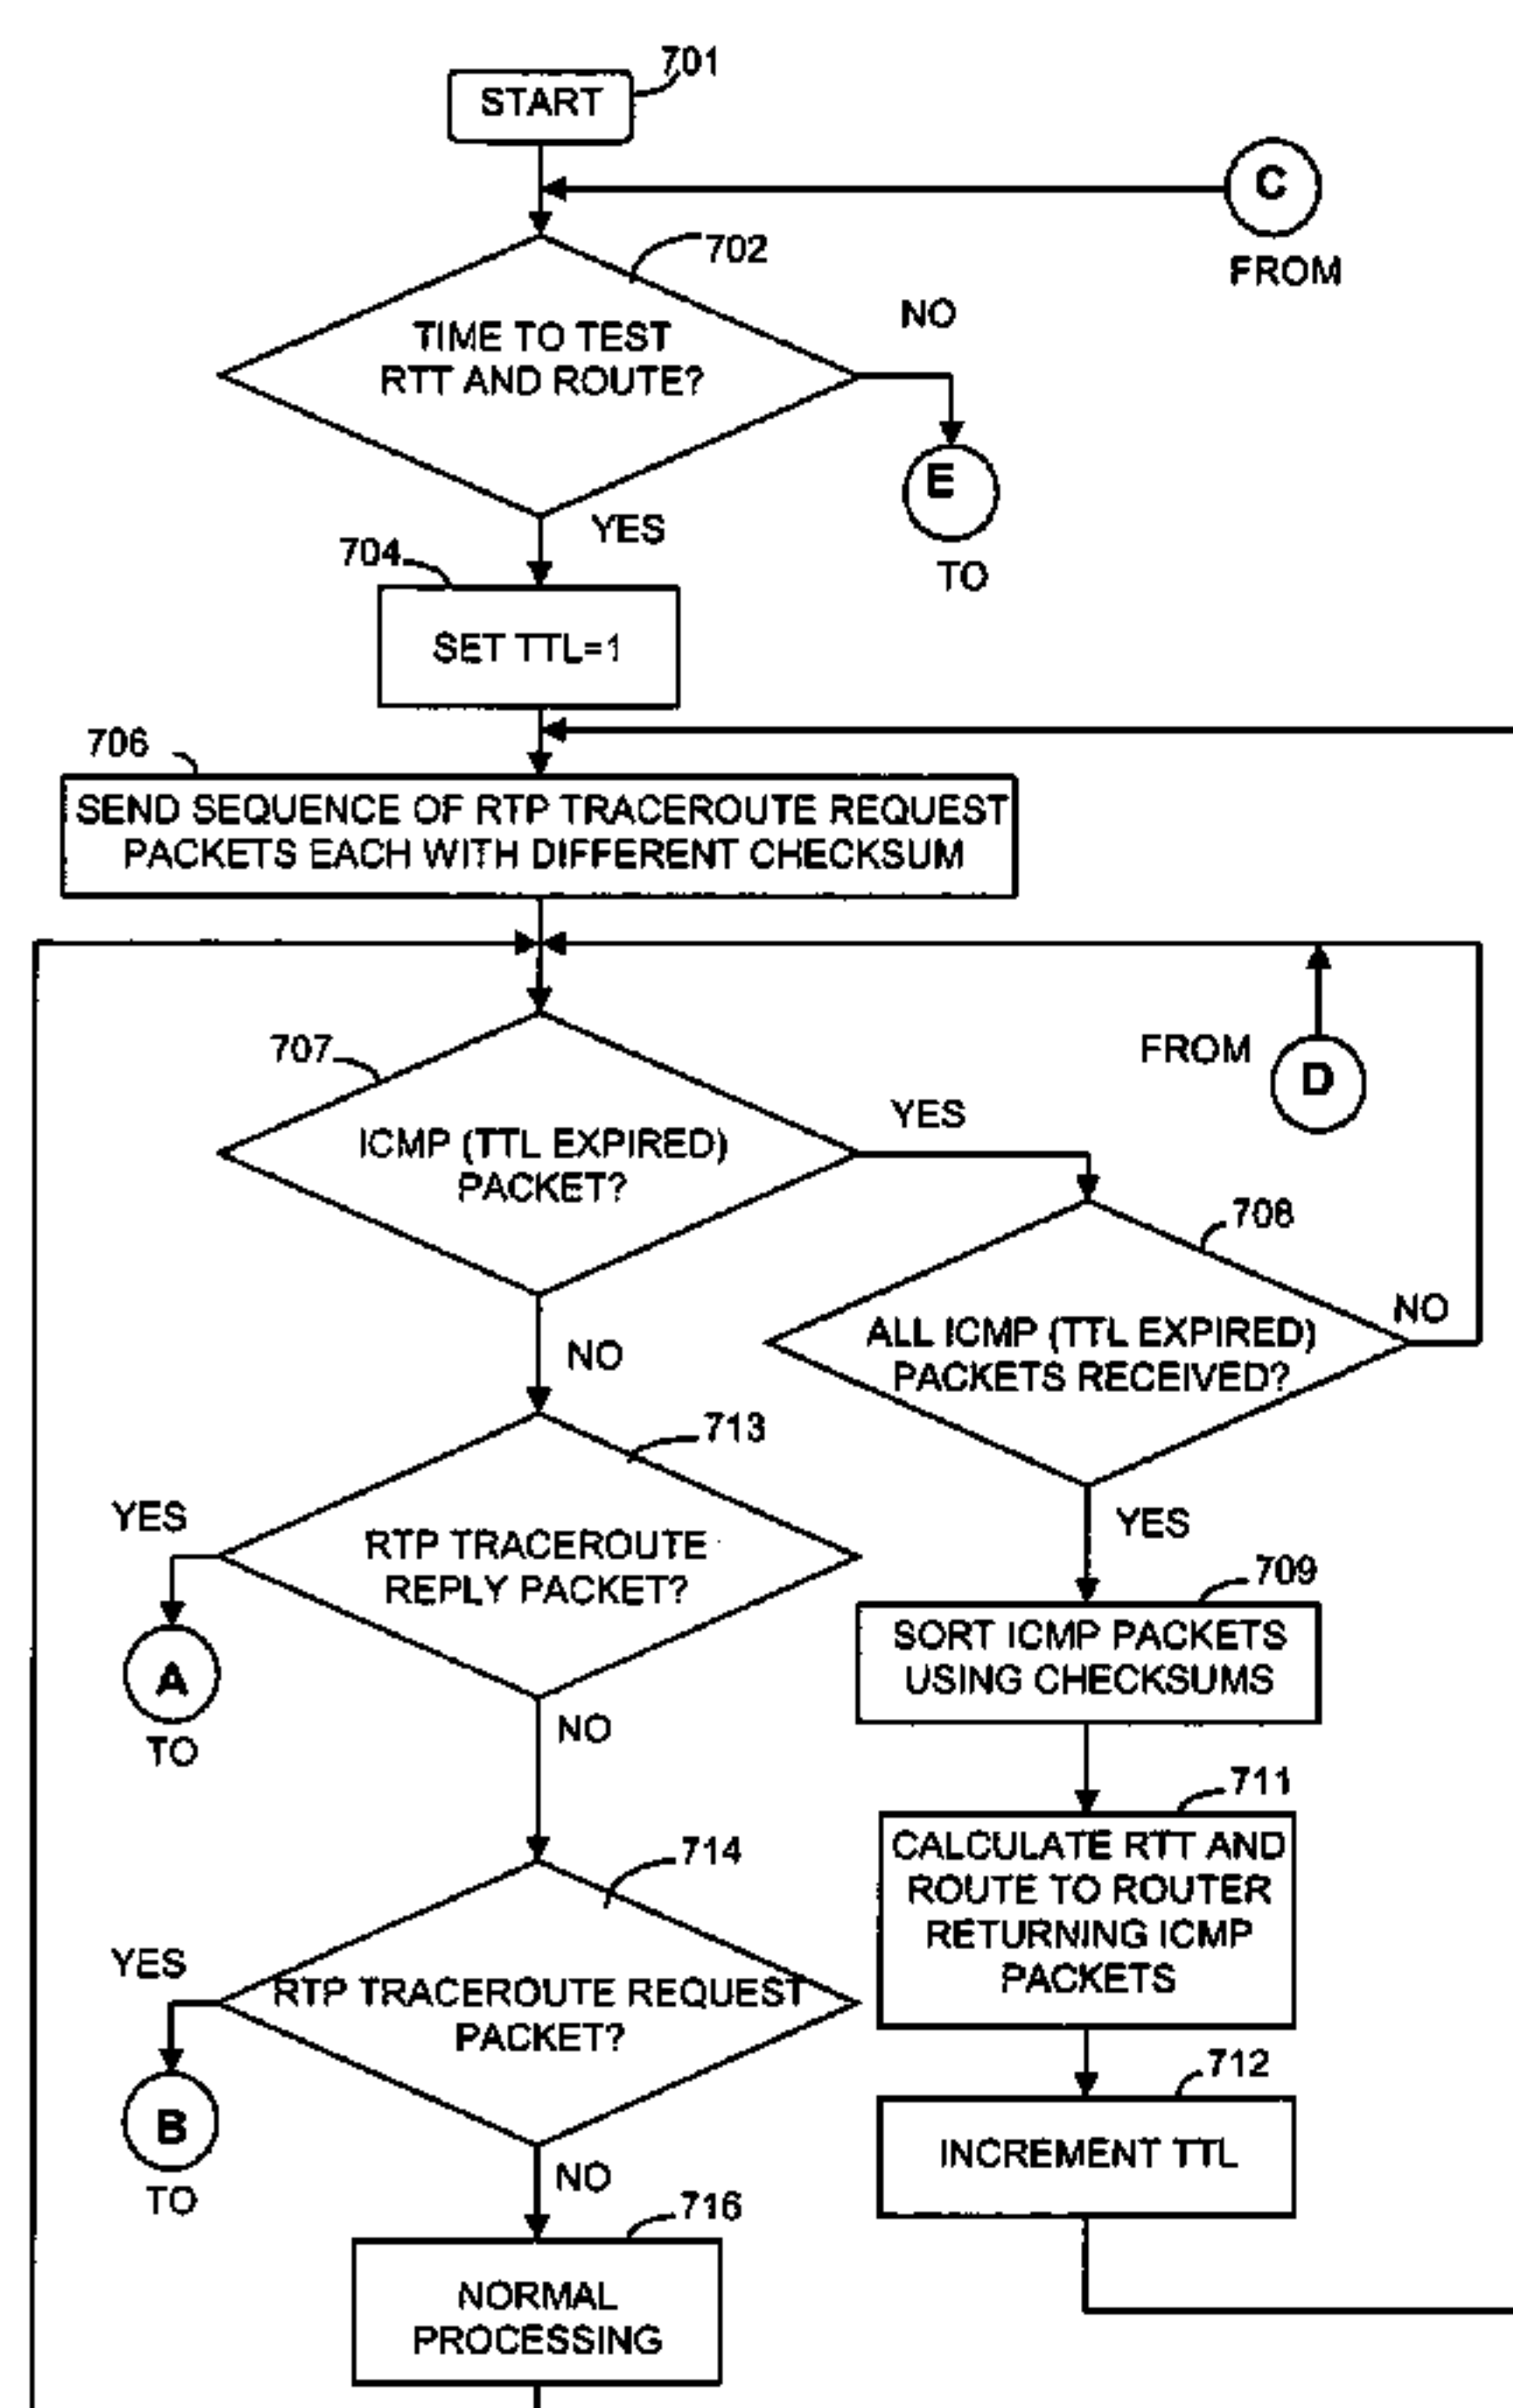 701
START
C
FROM
702
TIME TO TEST
RTT AND ROUTE?
NO
E
TO
YES
704
SET TTL=1
706
SEND SEQUENCE OF RTP TRACEROUTE REQUEST
PACKETS EACH WITH DIFFERENT CHECKSUM
707
ICMP (TTL EXPIRED)
PACKET?
YES
FROM
D
708
ALL ICMP (TTL EXPIRED)
PACKETS RECEIVED?
NO
NO
YES
713
RTP TRACEROUTE
REPLY PACKET?
YES
A
TO
NO
709
SORT ICMP PACKETS
USING CHECKSUMS
711
CALCULATE RTT AND
ROUTE TO ROUTER
RETURNING ICMP
PACKETS
714
RTP TRACEROUTE REQUEST
PACKET?
YES
B
TO
NO
712
INCREMENT TTL
716
NORMAL
PROCESSING